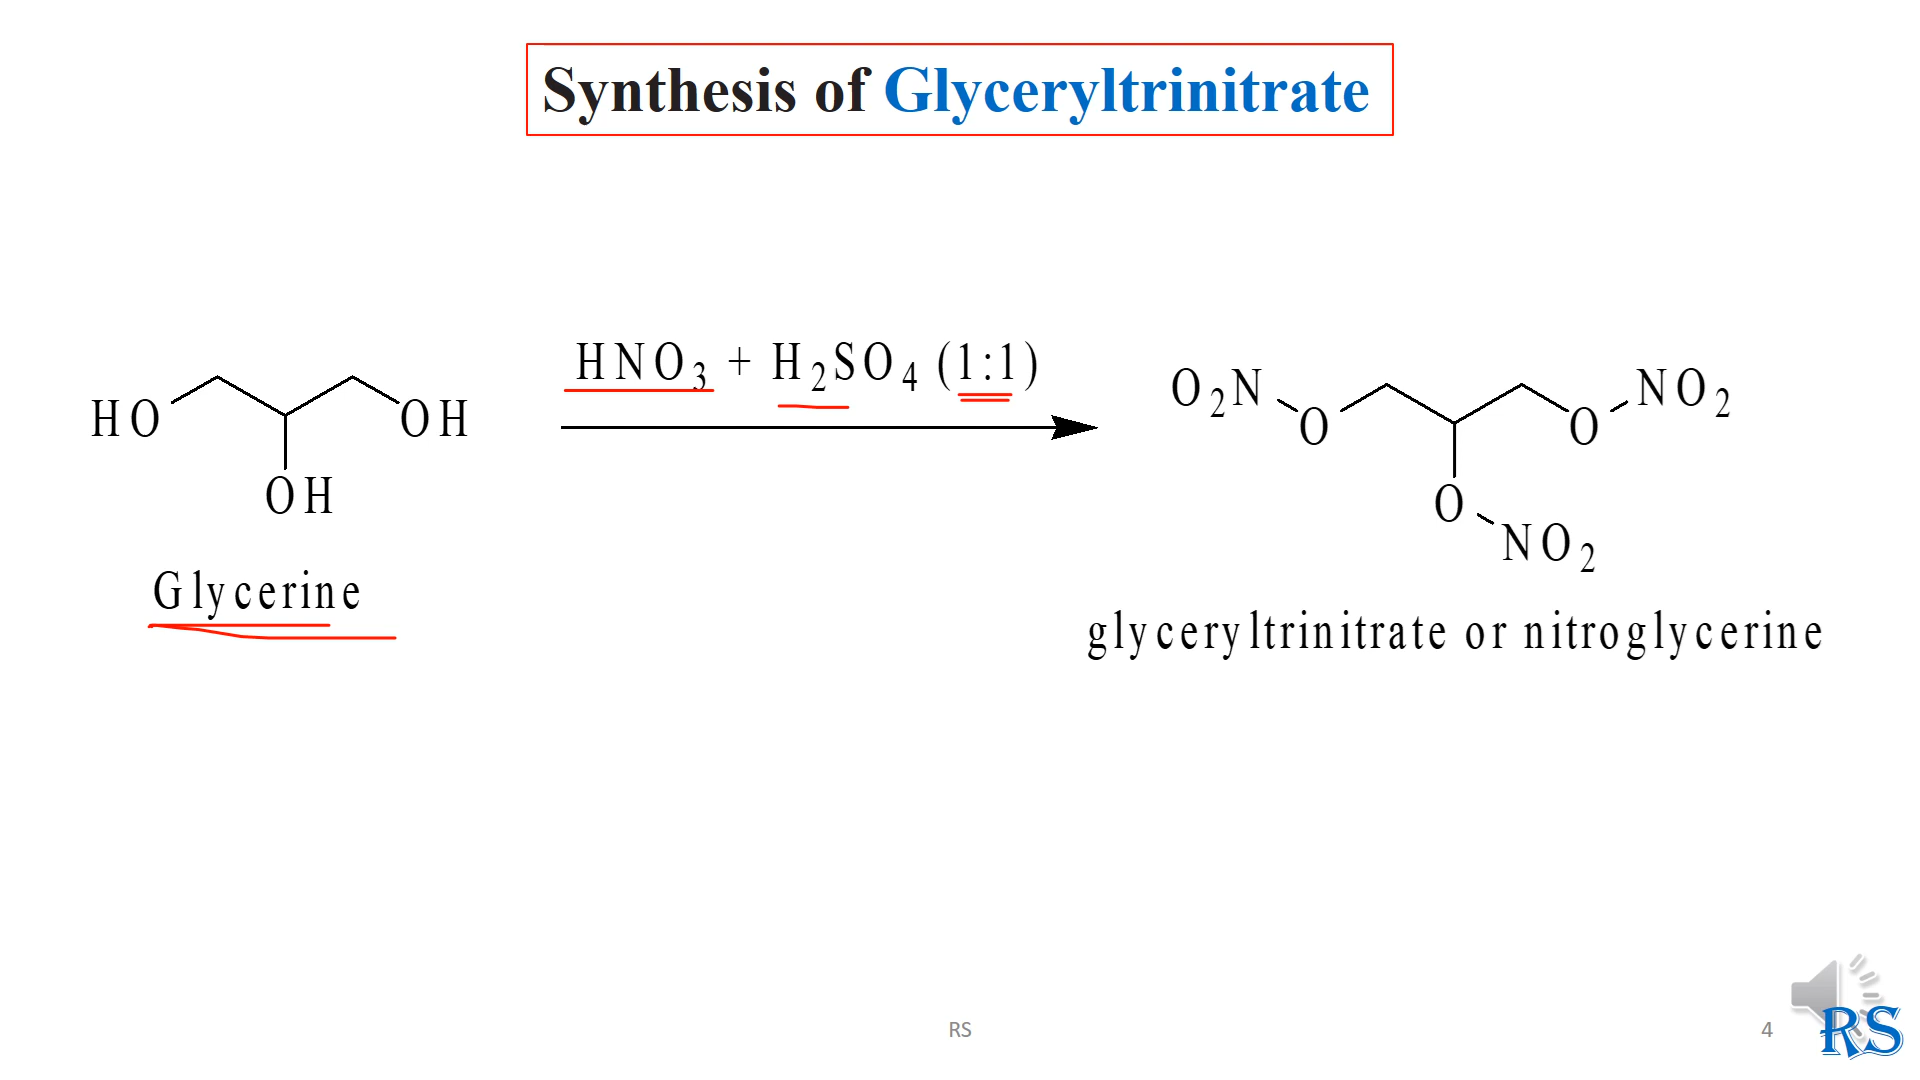 Synthesis of Glyceryltrinitrate
HNO3 + H2SO4 (1:1)
HO
OH
OH
Glycerine
O2N
O
O
NO2
O
NO2
glyceryltrinitrate or nitroglycerine
RS
4
RS